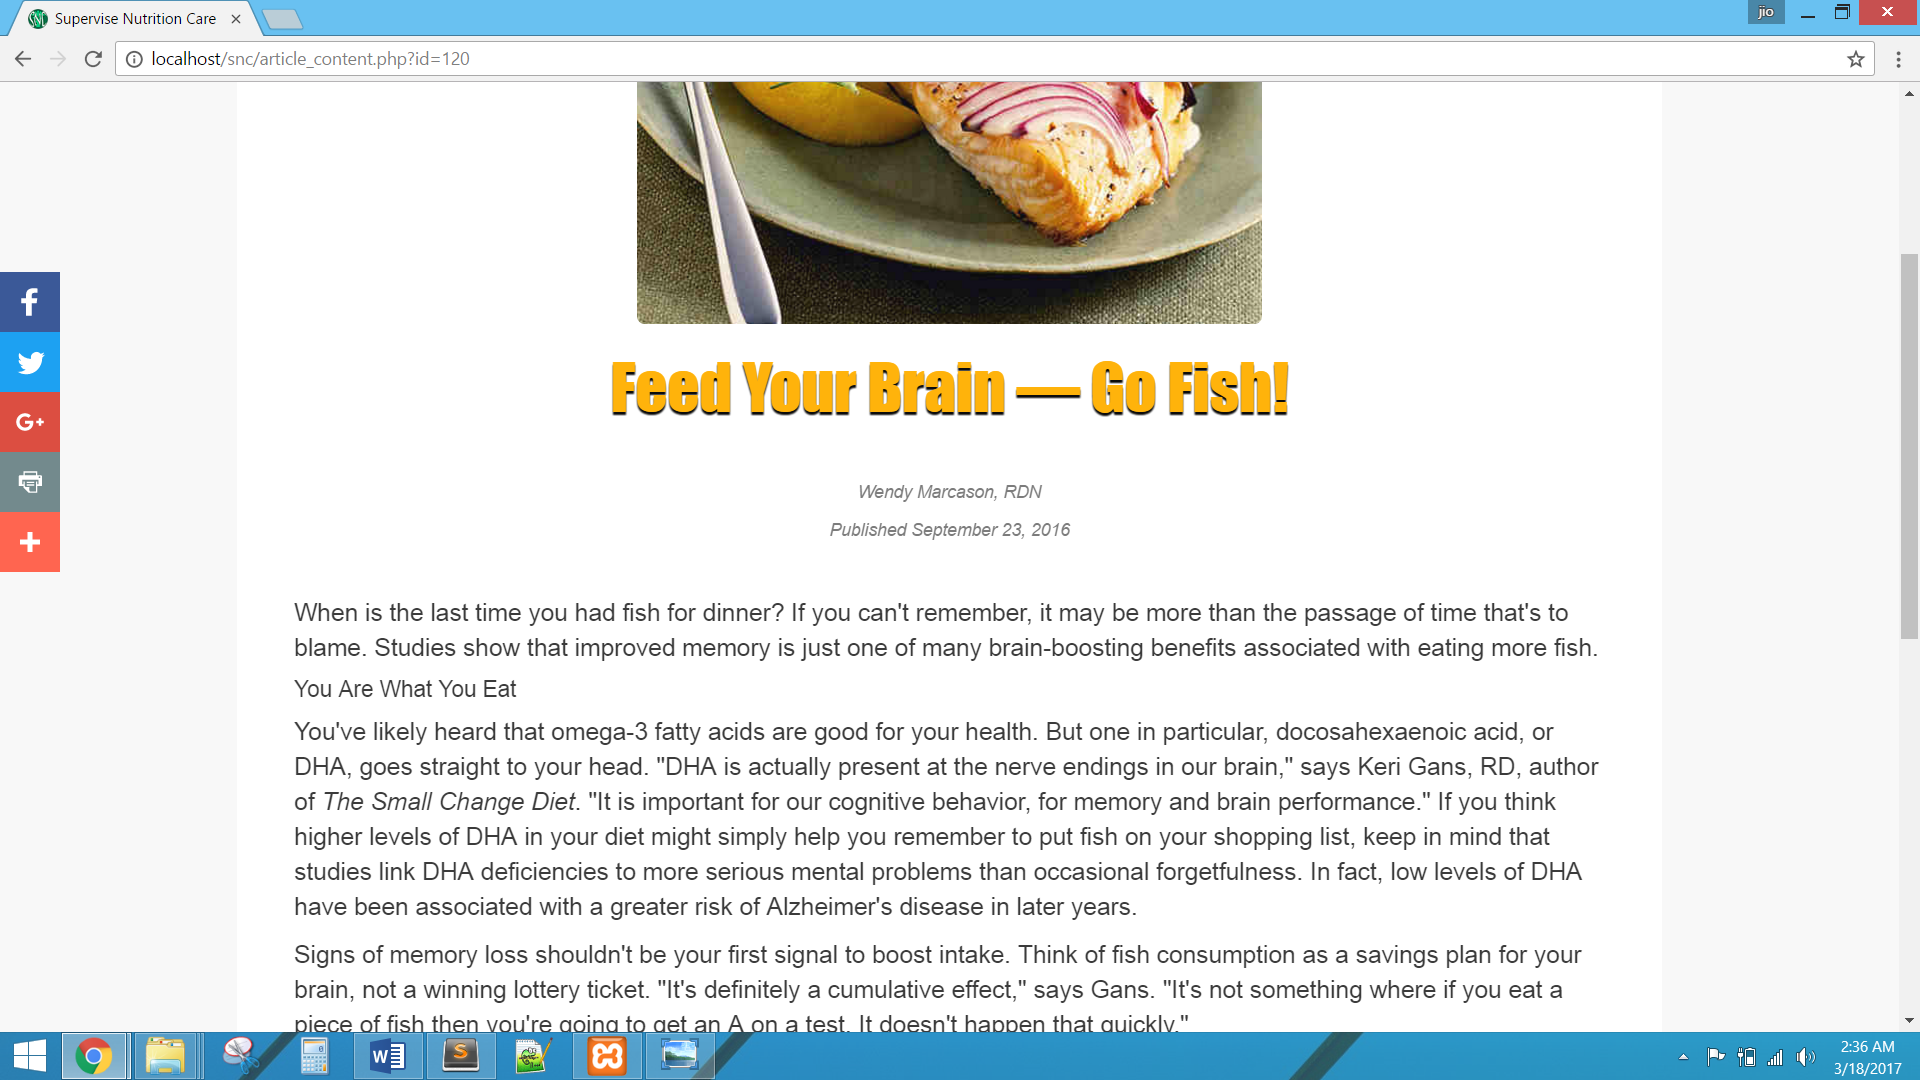 Supervise Nutrition Care
jio
localhost/snc/article_content.php?id=120
Feed Your Brain — Go Fish!
Wendy Marcason, RDN
Published September 23, 2016
When is the last time you had fish for dinner? If you can't remember, it may be more than the passage of time that's to
blame. Studies show that improved memory is just one of many brain-boosting benefits associated with eating more fish.
You Are What You Eat
You've likely heard that omega-3 fatty acids are good for your health. But one in particular, docosahexaenoic acid, or
DHA, goes straight to your head. "DHA is actually present at the nerve endings in our brain," says Keri Gans, RD, author
of The Small Change Diet. "It is important for our cognitive behavior, for memory and brain performance." If you think
higher levels of DHA in your diet might simply help you remember to put fish on your shopping list, keep in mind that
studies link DHA deficiencies to more serious mental problems than occasional forgetfulness. In fact, low levels of DHA
have been associated with a greater risk of Alzheimer's disease in later years.
Signs of memory loss shouldn't be your first signal to boost intake. Think of fish consumption as a savings plan for your
brain, not a winning lottery ticket. "It's definitely a cumulative effect," says Gans. "It's not something where if you eat a
piece of fish then you're going to get an A on a test. It doesn't happen that quickly."
2:36 AM
3/18/2017